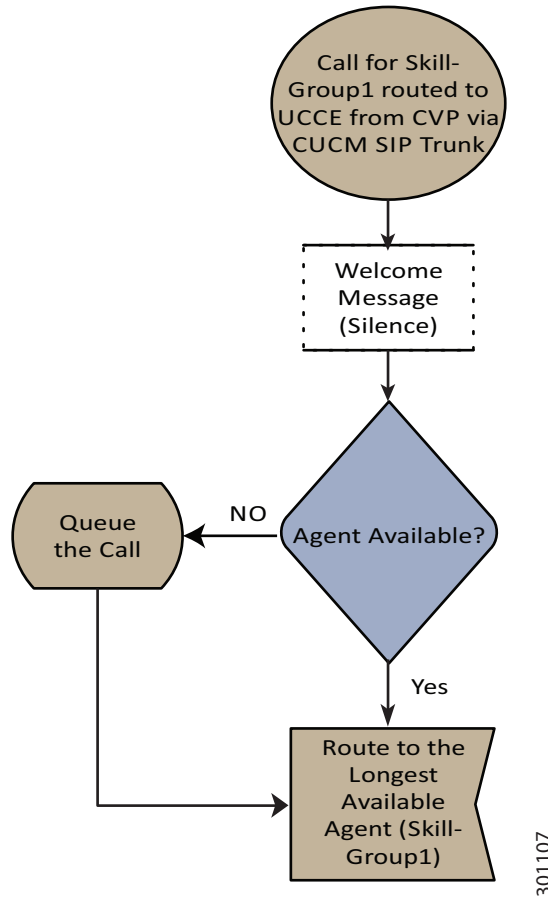 Call for Skill-
Group1 routed to
UCCE from CVP via
CUCM SIP Trunk
Welcome
Message
(Silence)
Agent Available?
NO
Queue
the Call
Yes
Route to the
Longest
Available
Agent (Skill-
Group1)
301107